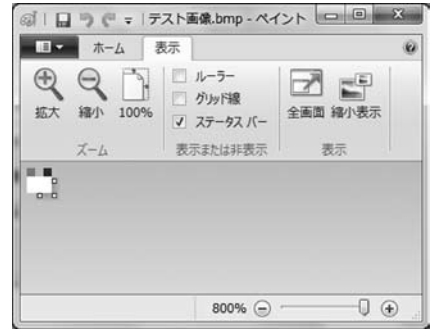 テスト画像.bmp - ペイント
ホーム 表示
拡大 縮小 100%
ズーム
ルーラー
グリッド線
ステータス バー
表示または非表示
全画面 縮小表示
表示
800%